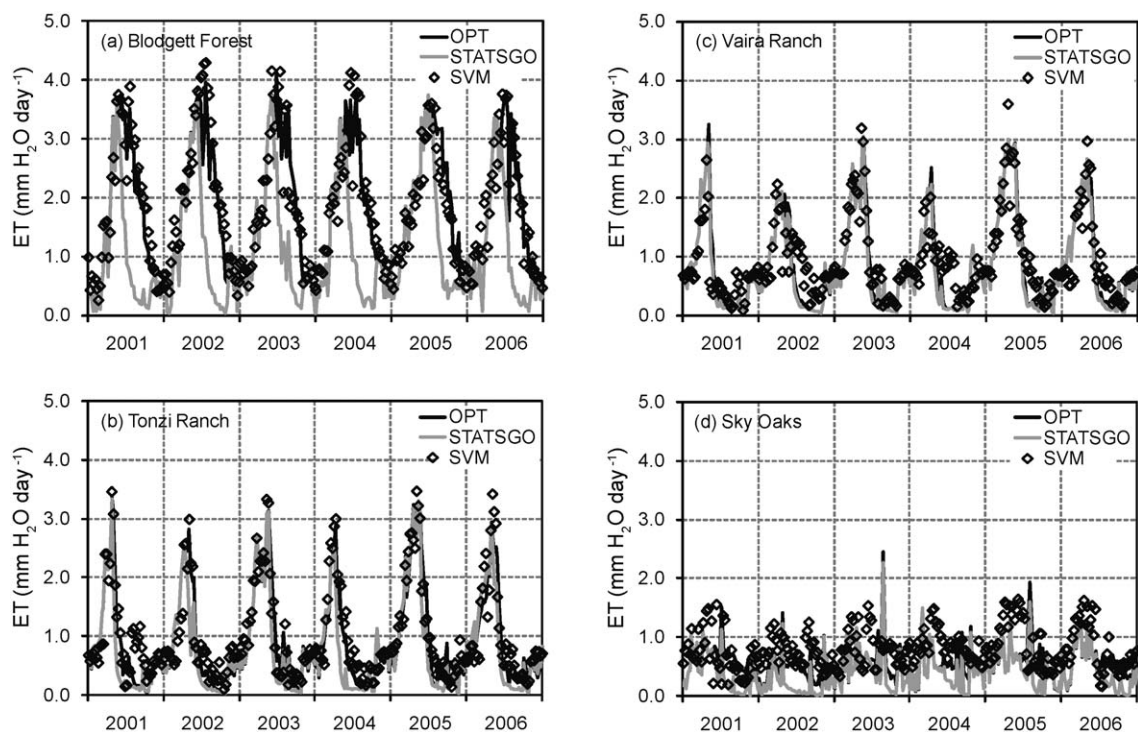 (a) Blodgett Forest
OPT
STATSGO
SVM
ET (mm H₂O day⁻¹)
5.0
4.0
3.0
2.0
1.0
0.0
2001 2002 2003 2004 2005 2006
(c) Vaira Ranch
OPT
STATSGO
SVM
ET (mm H₂O day⁻¹)
5.0
4.0
3.0
2.0
1.0
0.0
2001 2002 2003 2004 2005 2006
(b) Tonzi Ranch
OPT
STATSGO
SVM
ET (mm H₂O day⁻¹)
5.0
4.0
3.0
2.0
1.0
0.0
2001 2002 2003 2004 2005 2006
(d) Sky Oaks
OPT
STATSGO
SVM
ET (mm H₂O day⁻¹)
5.0
4.0
3.0
2.0
1.0
0.0
2001 2002 2003 2004 2005 2006